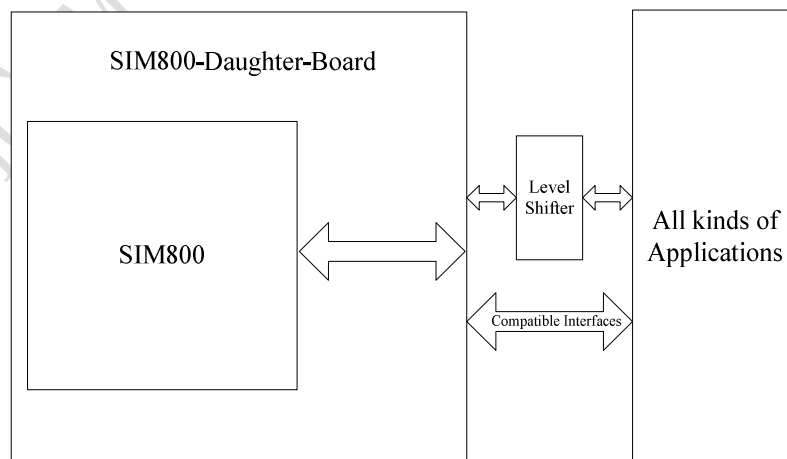 SIM800-Daughter-Board
SIM800
Level
Shifter
All kinds of
Applications
Compatible Interfaces